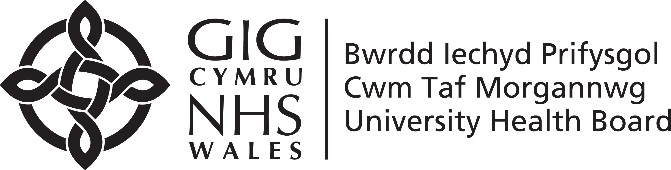 GIG
CYMRU
NHS
WALES
Bwrdd Iechyd Prifysgol
Cwm Taf Morgannwg
University Health Board